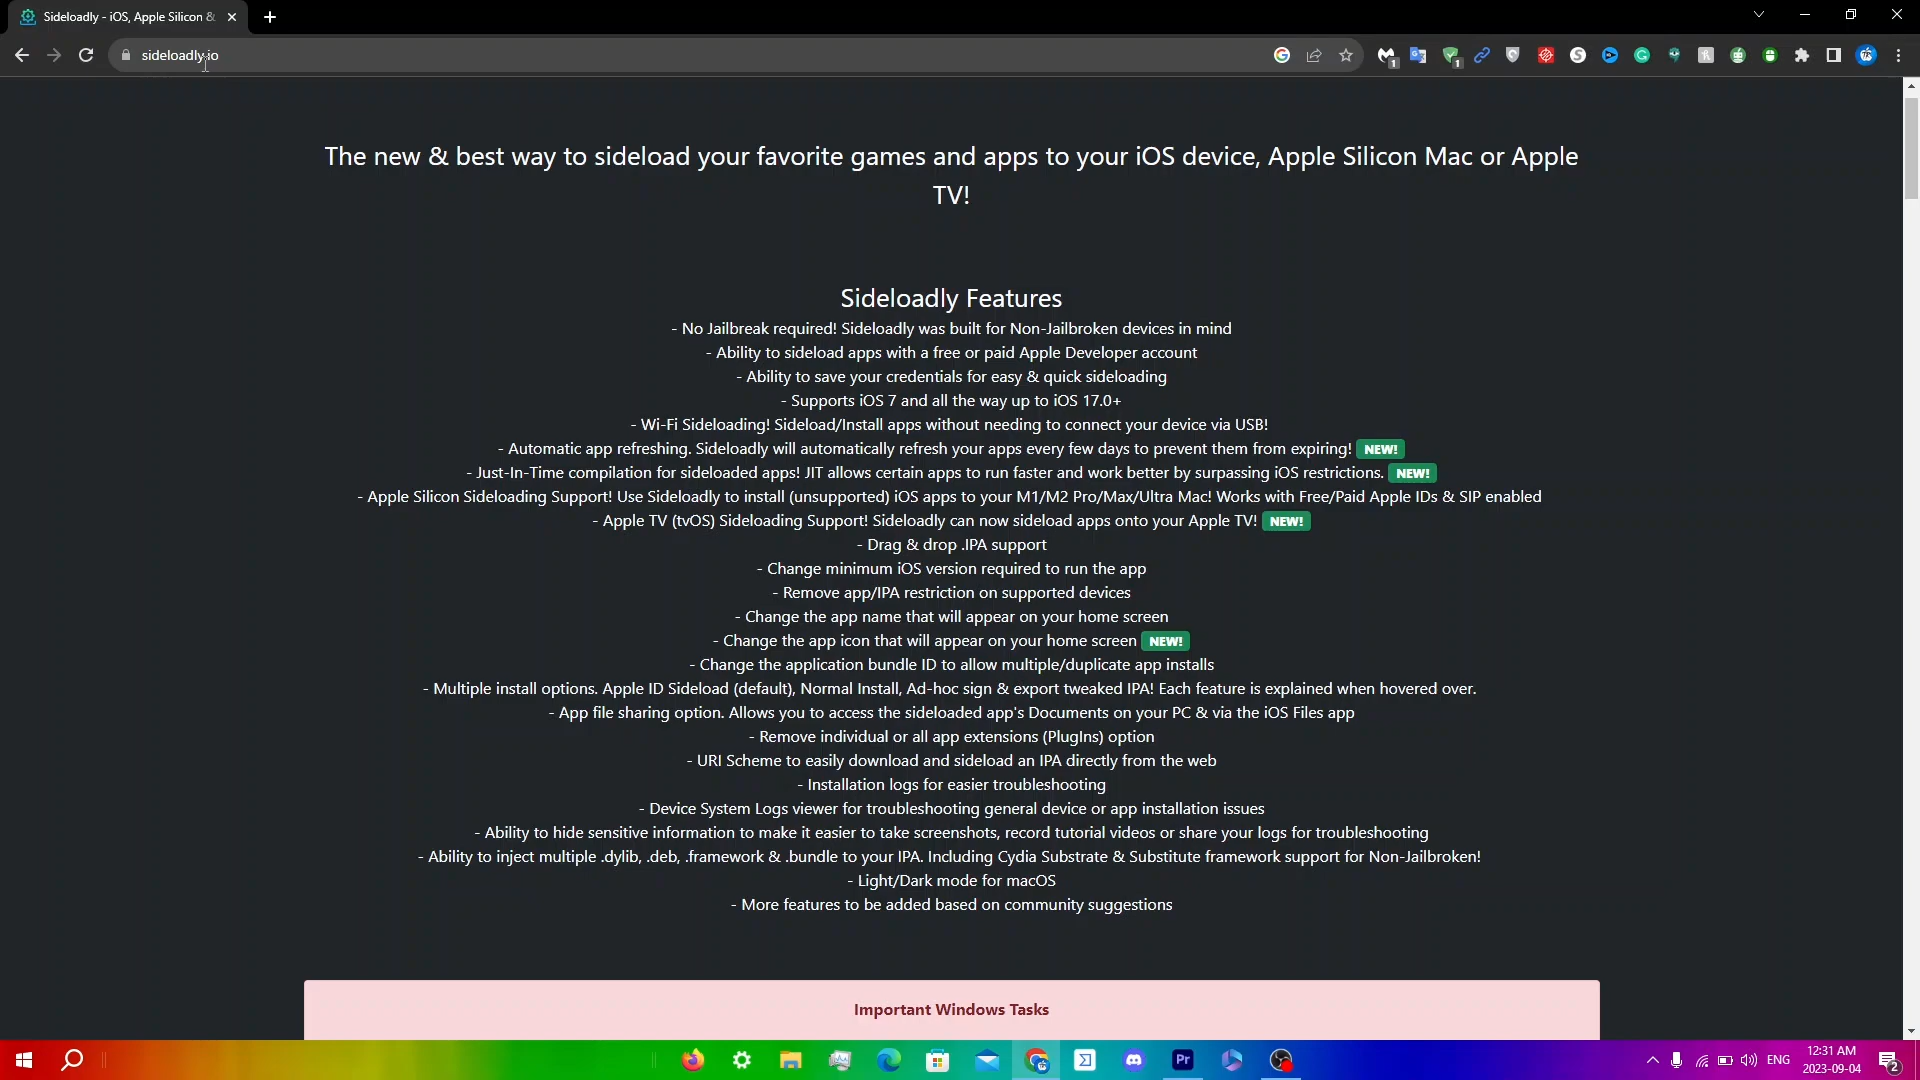 Sideloadly - iOS, Apple Silicon &
sideloadly.io
1
1
The new & best way to sideload your favorite games and apps to your iOS device, Apple Silicon Mac or Apple
TV!
Sideloadly Features
- No Jailbreak required! Sideloadly was built for Non-Jailbroken devices in mind
- Ability to sideload apps with a free or paid Apple Developer account
- Ability to save your credentials for easy & quick sideloading
- Supports iOS 7 and all the way up to iOS 17.0+
- Wi-Fi Sideloading! Sideload/Install apps without needing to connect your device via USB!
- Automatic app refreshing. Sideloadly will automatically refresh your apps every few days to prevent them from expiring! NEW!
- Just-In-Time compilation for sideloaded apps! JIT allows certain apps to run faster and work better by surpassing iOS restrictions. NEW!
- Apple Silicon Sideloading Support! Use Sideloadly to install (unsupported) iOS apps to your M1/M2 Pro/Max/Ultra Mac! Works with Free/Paid Apple IDs & SIP enabled
- Apple TV (tvOS) Sideloading Support! Sideloadly can now sideload apps onto your Apple TV! NEW!
- Drag & drop .IPA support
- Change minimum iOS version required to run the app
- Remove app/IPA restriction on supported devices
- Change the app name that will appear on your home screen
- Change the app icon that will appear on your home screen NEW!
- Change the application bundle ID to allow multiple/duplicate app installs
- Multiple install options. Apple ID Sideload (default), Normal Install, Ad-hoc sign & export tweaked IPA! Each feature is explained when hovered over.
- App file sharing option. Allows you to access the sideloaded app's Documents on your PC & via the iOS Files app
- Remove individual or all app extensions (PlugIns) option
- URI Scheme to easily download and sideload an IPA directly from the web
- Installation logs for easier troubleshooting
- Device System Logs viewer for troubleshooting general device or app installation issues
- Ability to hide sensitive information to make it easier to take screenshots, record tutorial videos or share your logs for troubleshooting
- Ability to inject multiple .dylib, .deb, .framework & .bundle to your IPA. Including Cydia Substrate & Substitute framework support for Non-Jailbroken!
- Light/Dark mode for macOS
- More features to be added based on community suggestions
Important Windows Tasks
Pr
ENG
12:31 AM
2023-09-04
2